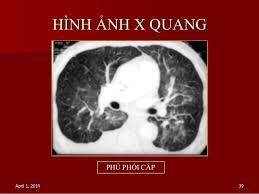 HÌNH ẢNH X QUANG
PHÙ PHỔI CẤP
April 1, 2014
39